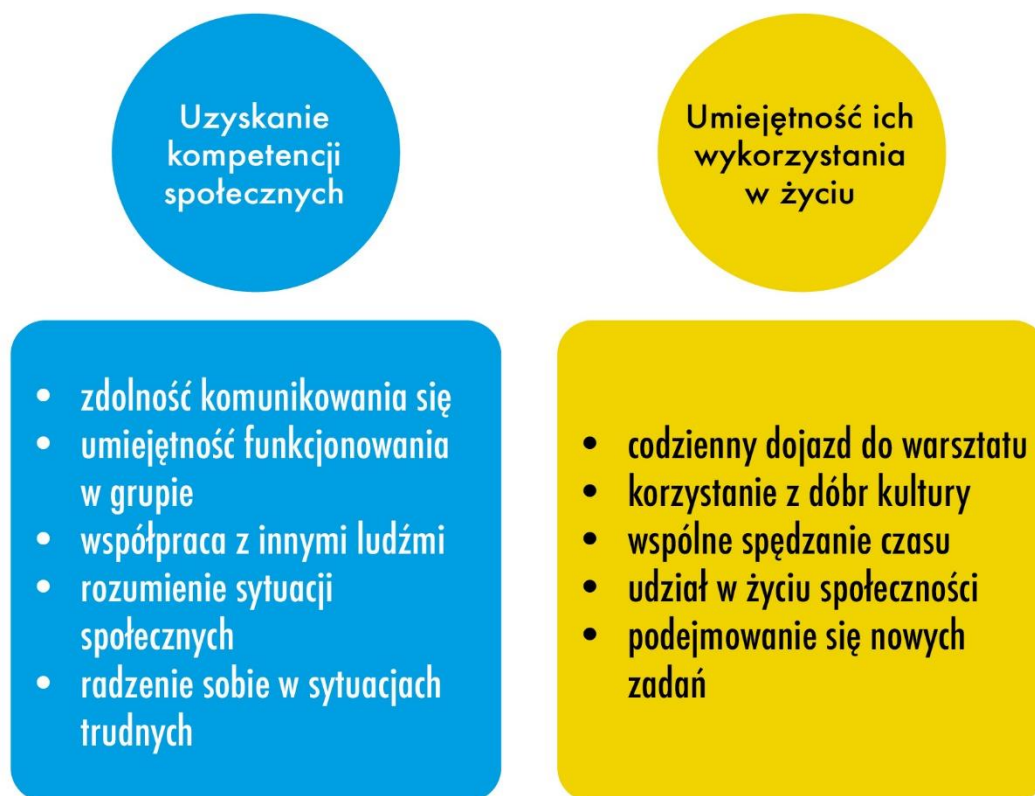 Uzyskanie
kompetencji
społecznych
• zdolność komunikowania się
• umiejętność funkcjonowania
w grupie
• współpraca z innymi ludźmi
• rozumienie sytuacji
społecznych
• radzenie sobie w sytuacjach
trudnych
Umiejętność ich
wykorzystania
w życiu
• codzienny dojazd do warsztatu
• korzystanie z dóbr kultury
• wspólne spędzanie czasu
• udział w życiu społeczności
• podejmowanie się nowych
zadań